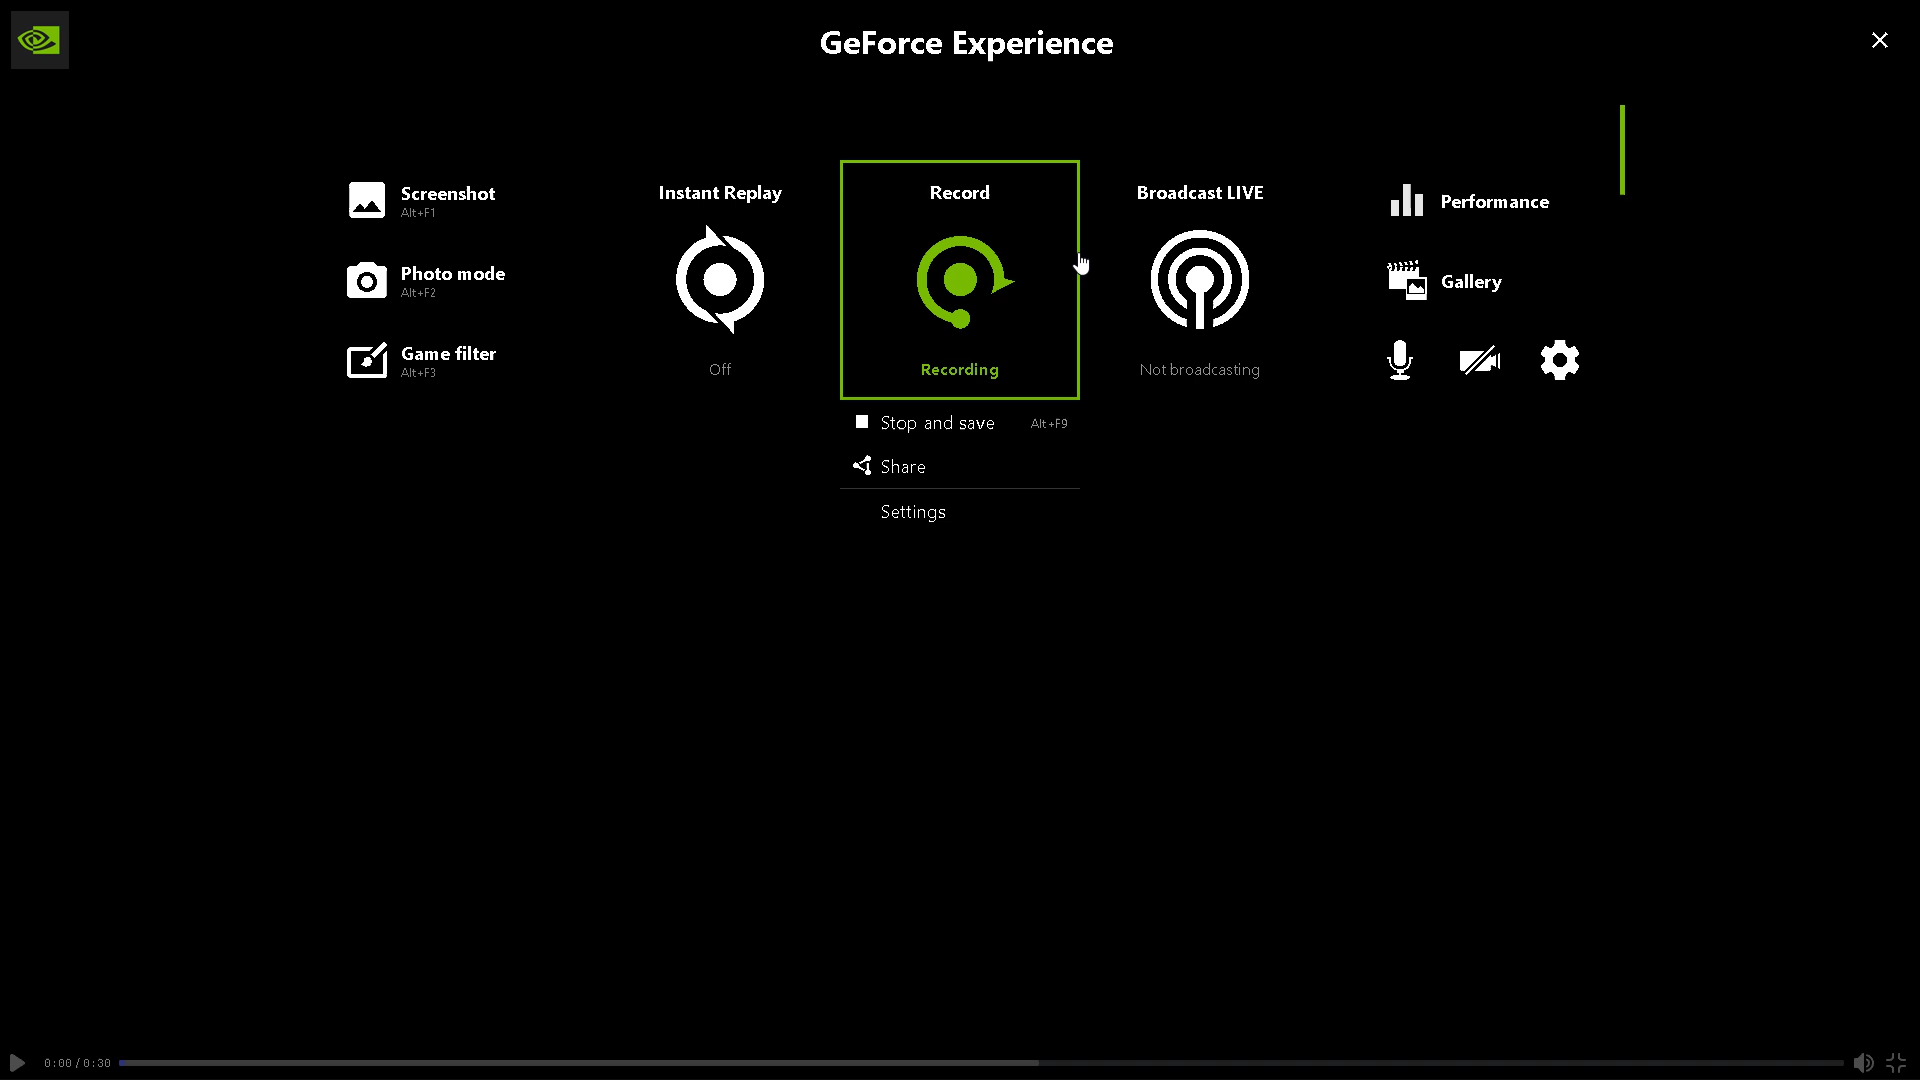 GeForce Experience
Screenshot
Alt+F1
Photo mode
Alt+F2
Game filter
Alt+F3
Instant Replay
Off
Record
Recording
Stop and save Alt+F9
Share
Settings
Broadcast LIVE
Not broadcasting
Performance
Gallery
0:00 / 0:30